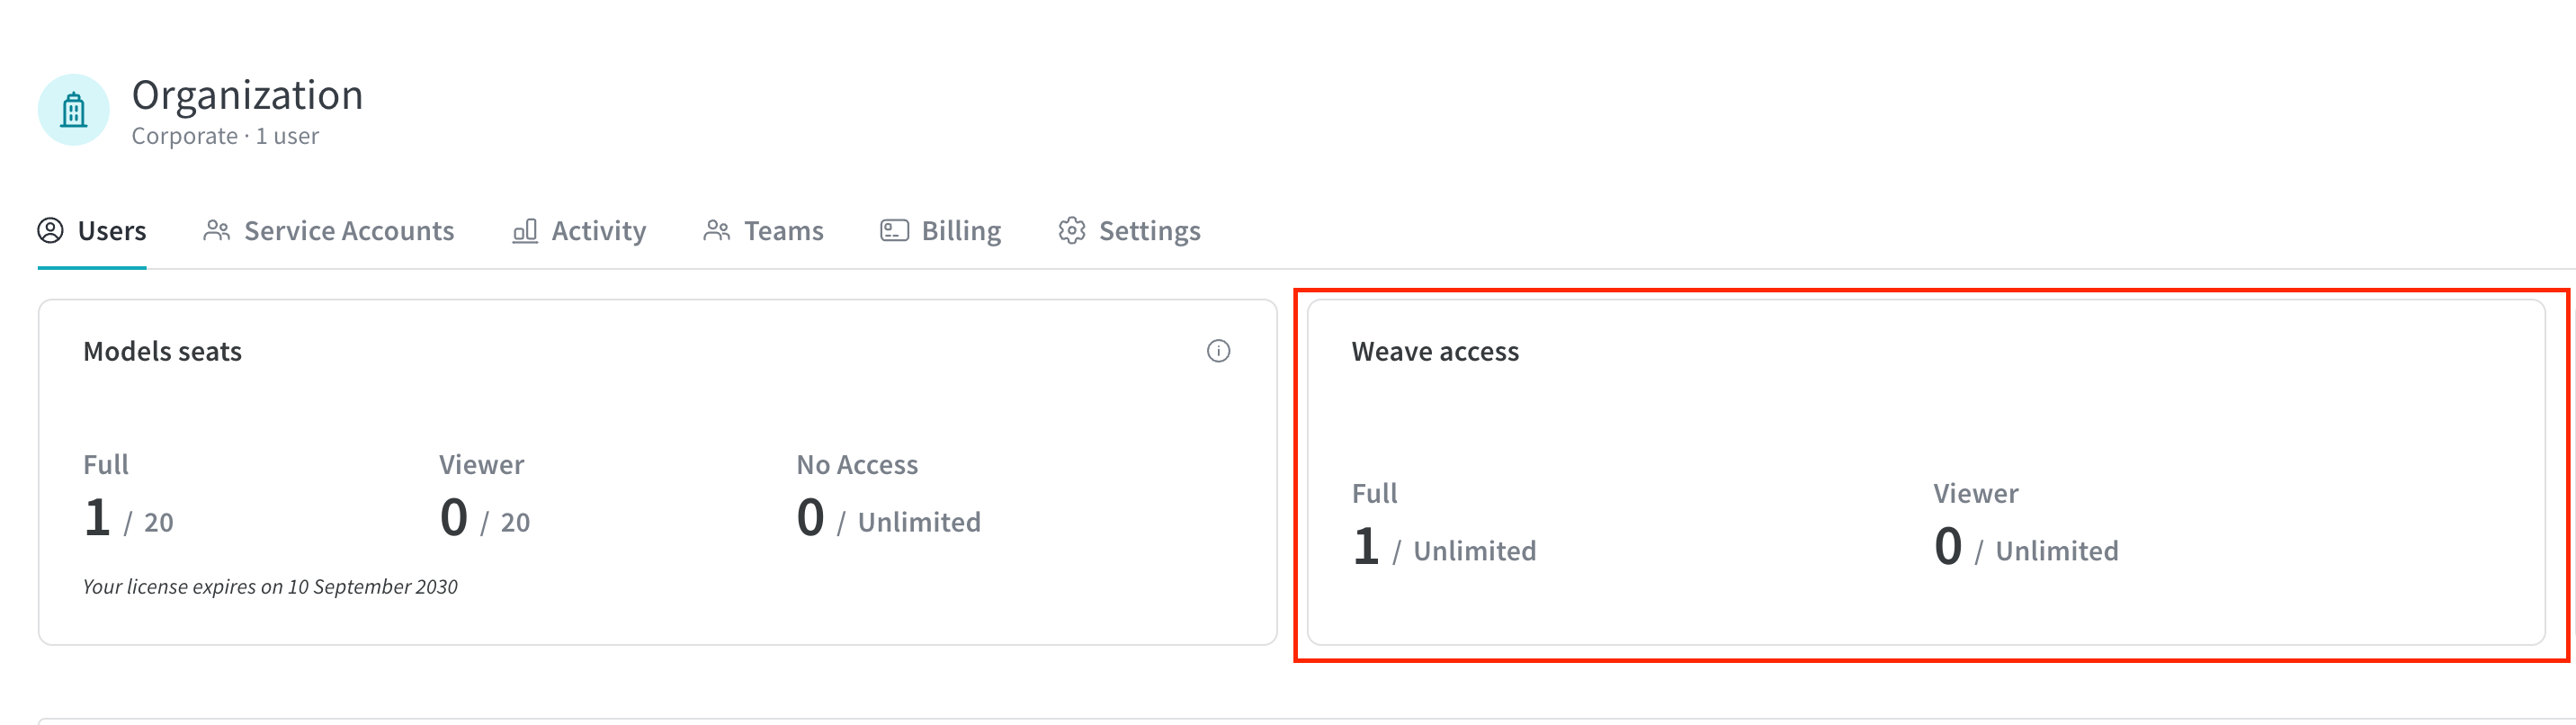 Organization
Corporate · 1 user
Users Service Accounts Activity Teams Billing Settings
Models seats
Full Viewer No Access
1 / 20 0 / 20 0 / Unlimited
Your license expires on 10 September 2030
Weave access
Full Viewer
1 / Unlimited 0 / Unlimited